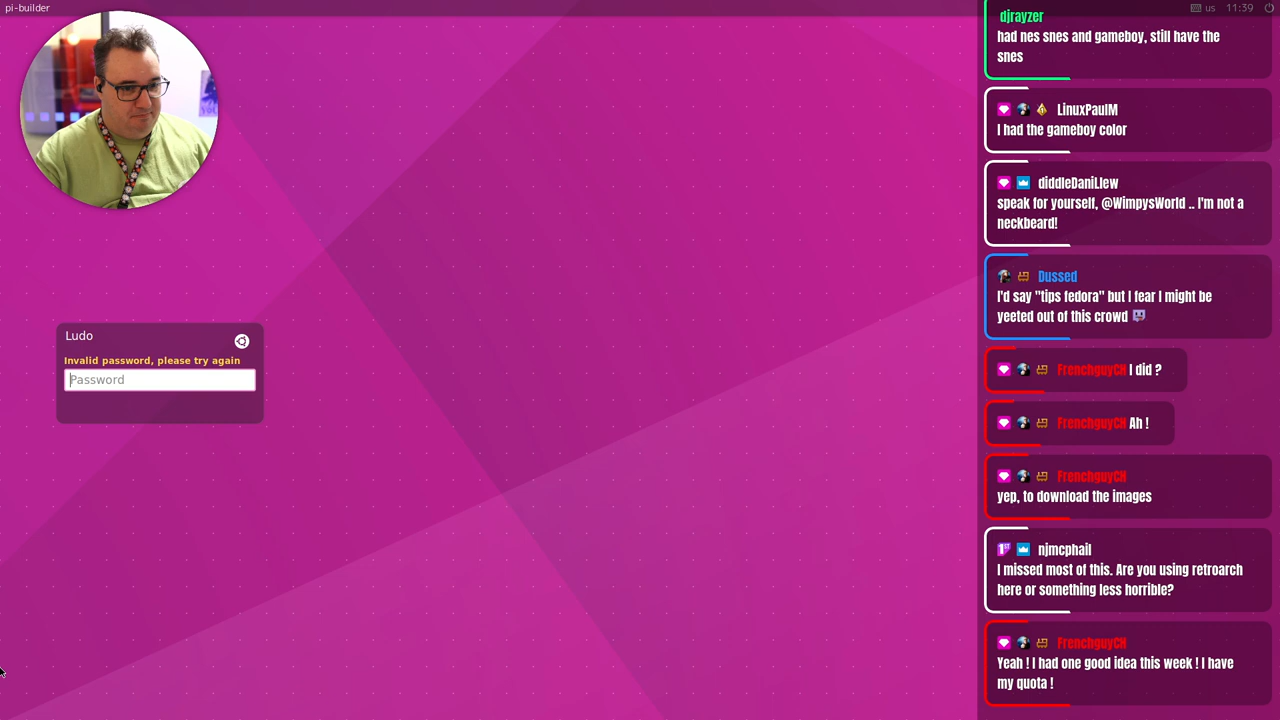 pi-builder
us 11:39
Ludo
Invalid password, please try again
Password
djrayzer
had nes snes and gameboy, still have the
snes
LinuxPaulM
I had the gameboy color
diddleDaniLlew
speak for yourself, @WimpysWorld .. I'm not a
neckbeard!
Dussed
I'd say "tips fedora" but I fear I might be
yeeted out of this crowd
FrenchguyCH I did ?
FrenchguyCH Ah !
FrenchguyCH
yep, to download the images
njmcphail
I missed most of this. Are you using retroarch
here or something less horrible?
FrenchguyCH
Yeah ! I had one good idea this week ! I have
my quota !